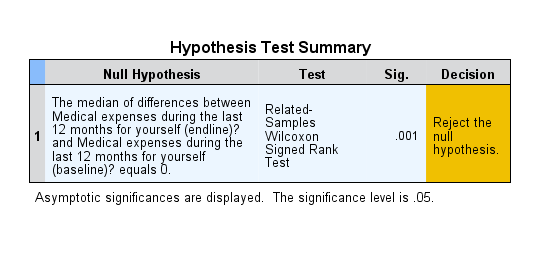 Hypothesis Test Summary
Null Hypothesis Test Sig. Decision
1
The median of differences between
Medical expenses during the last
12 months for yourself (endline)?
and Medical expenses during the
last 12 months for yourself
(baseline)? equals 0.
Related-
Samples
Wilcoxon
Signed Rank
Test
.001
Reject the
null
hypothesis.
Asymptotic significances are displayed. The significance level is .05.